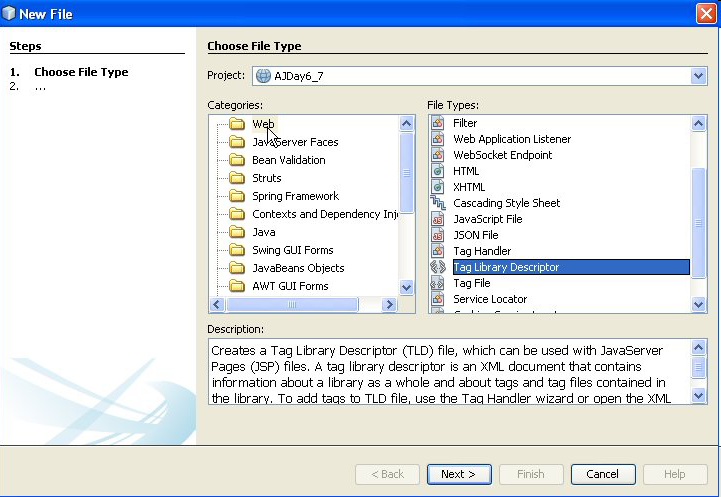 New File
Steps
1. Choose File Type
2. ...
Choose File Type
Project: AJDay6_7
Categories:
Web
JavaServer Faces
Bean Validation
Struts
Spring Framework
Contexts and Dependency Inj
Java
Swing GUI Forms
JavaBeans Objects
AWT GUI Forms
File Types:
Filter
Web Application Listener
WebSocket Endpoint
HTML
XHTML
Cascading Style Sheet
JavaScript File
JSON File
Tag Handler
Tag Library Descriptor
Tag File
Service Locator
Description:
Creates a Tag Library Descriptor (TLD) file, which can be used with JavaServer
Pages (JSP) files. A tag library descriptor is an XML document that contains
information about a library as a whole and about tags and tag files contained in
the library. To add tags to TLD file, use the Tag Handler wizard or open the XML
< Back Next > Finish Cancel Help